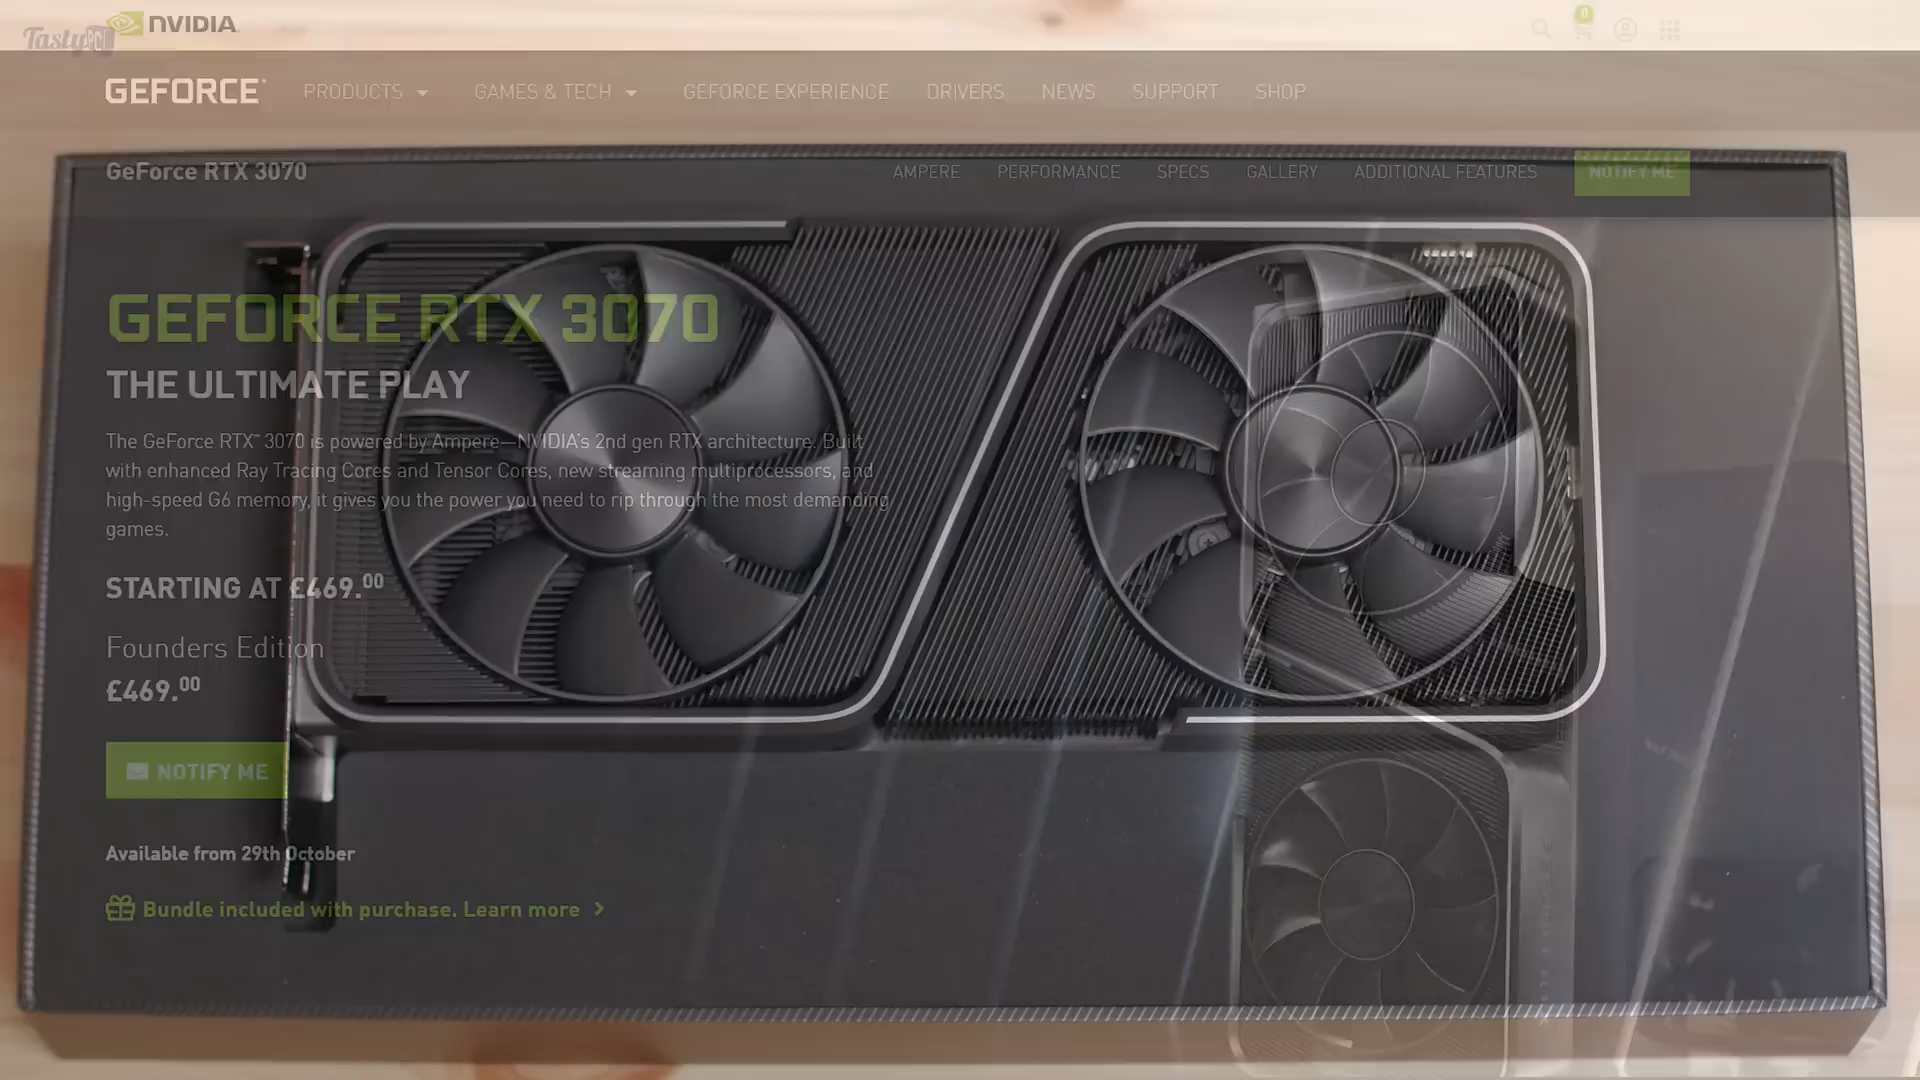 TastyPC
NVIDIA.
0
GEFORCE
PRODUCTS
GAMES & TECH
GEFORCE EXPERIENCE
DRIVERS
NEWS
SUPPORT
SHOP
GeForce RTX 3070
AMPERE
PERFORMANCE
SPECS
GALLERY
ADDITIONAL FEATURES
NOTIFY ME
GEFORCE RTX 3070
THE ULTIMATE PLAY
The GeForce RTX™ 3070 is powered by Ampere—NVIDIA's 2nd gen RTX architecture. Built
with enhanced Ray Tracing Cores and Tensor Cores, new streaming multiprocessors, and
high-speed G6 memory, it gives you the power you need to rip through the most demanding
games.
STARTING AT £469.00
Founders Edition
£469.00
NOTIFY ME
Available from 29th October
Bundle included with purchase. Learn more